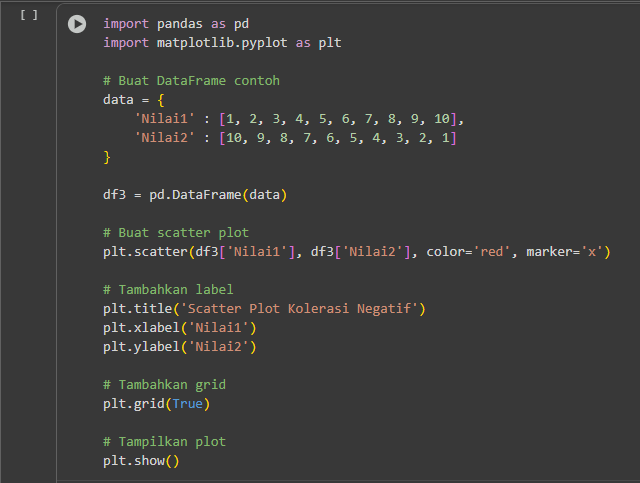 [ ]
import pandas as pd
import matplotlib.pyplot as plt
# Buat DataFrame contoh
data = {
    'Nilai1' : [1, 2, 3, 4, 5, 6, 7, 8, 9, 10],
    'Nilai2' : [10, 9, 8, 7, 6, 5, 4, 3, 2, 1]
}
df3 = pd.DataFrame(data)
# Buat scatter plot
plt.scatter(df3['Nilai1'], df3['Nilai2'], color='red', marker='x')
# Tambahkan label
plt.title('Scatter Plot Kolerasi Negatif')
plt.xlabel('Nilai1')
plt.ylabel('Nilai2')
# Tambahkan grid
plt.grid(True)
# Tampilkan plot
plt.show()